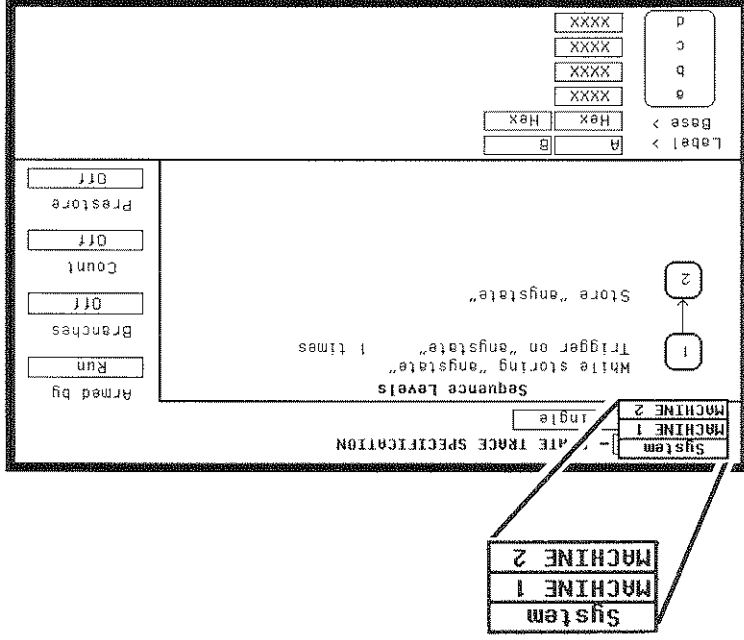 System
MACHINE 1
MACHINE 2
System
MACHINE 1
MACHINE 2
ATE TRACE SPECIFICATION
ingle
Sequence Levels
While storing "anystate"
1
Trigger on "anystate" 1 times
2
Store "anystate"
Armed by
Run
Branches
Off
Count
Off
Prestore
Off
Label > A B
Base > Hex Hex
a XXXX
b XXXX
c XXXX
d XXXX